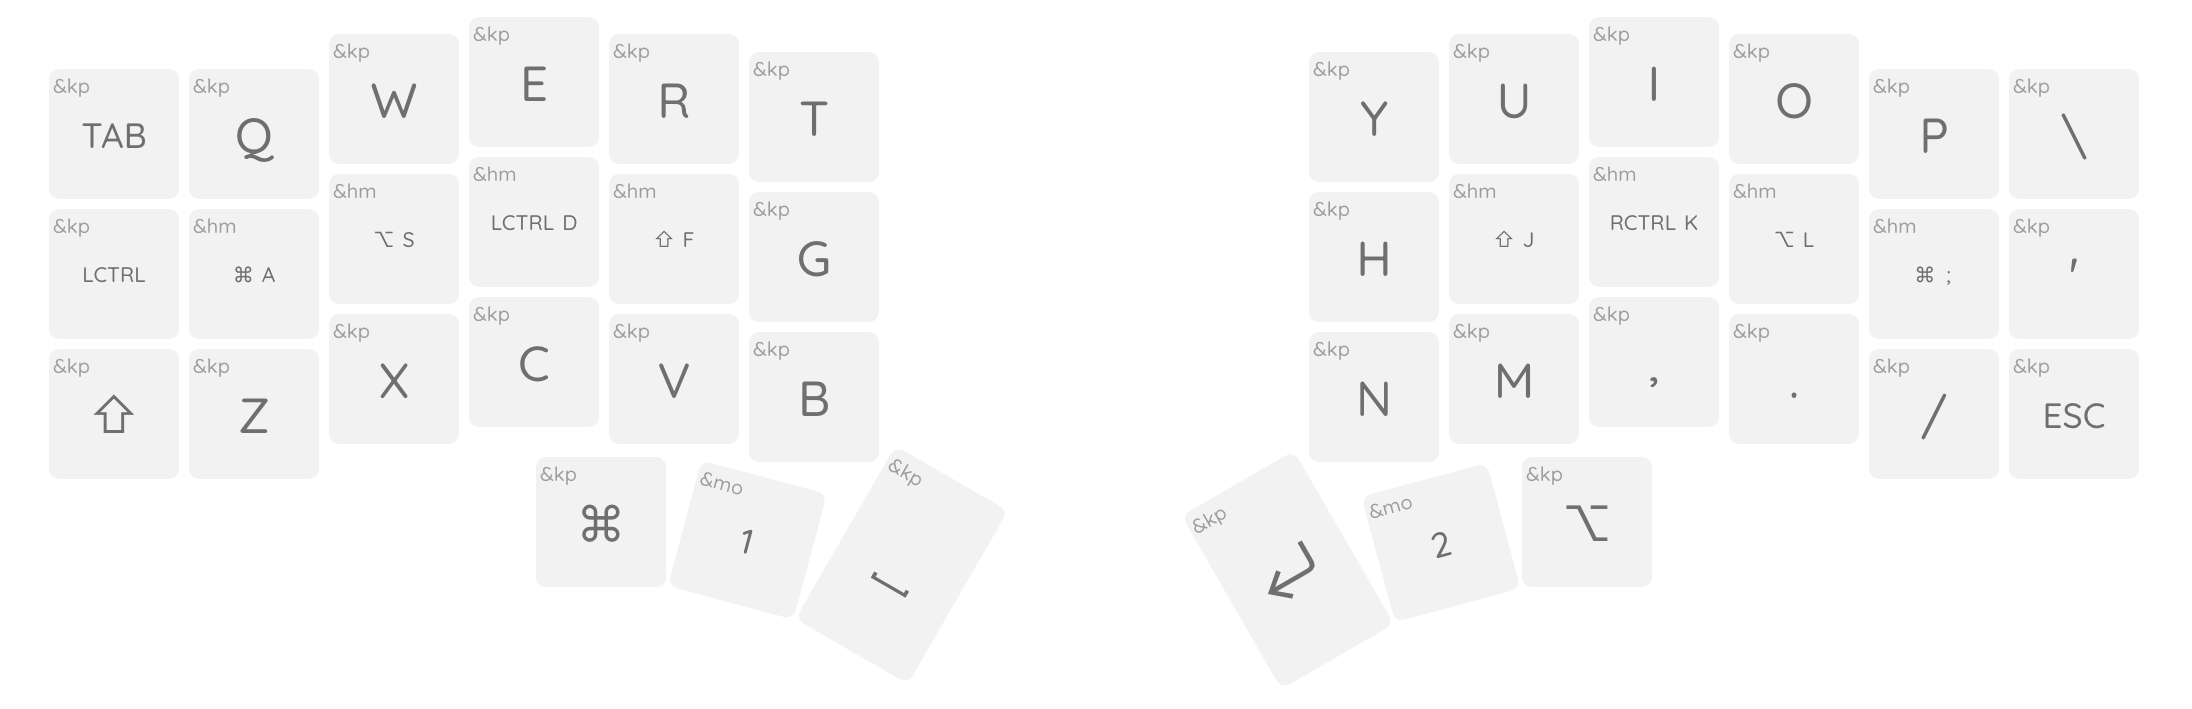 &kp TAB &kp Q &kp W &kp E &kp R &kp T &kp Y &kp U &kp I &kp O &kp P &kp \
&kp LCTRL &hm ⌘ A &hm ⌥ S &hm LCTRL D &hm ⇧ F &kp G &kp H &hm ⇧ J &hm RCTRL K &hm ⌥ L &hm ⌘ ; &kp '
&kp ⇧ &kp Z &kp X &kp C &kp V &kp B &kp N &kp M &kp , &kp . &kp / &kp ESC
&kp ⌘ &mo 1 &kp ⎵ &kp ↵ &mo 2 &kp ⌥